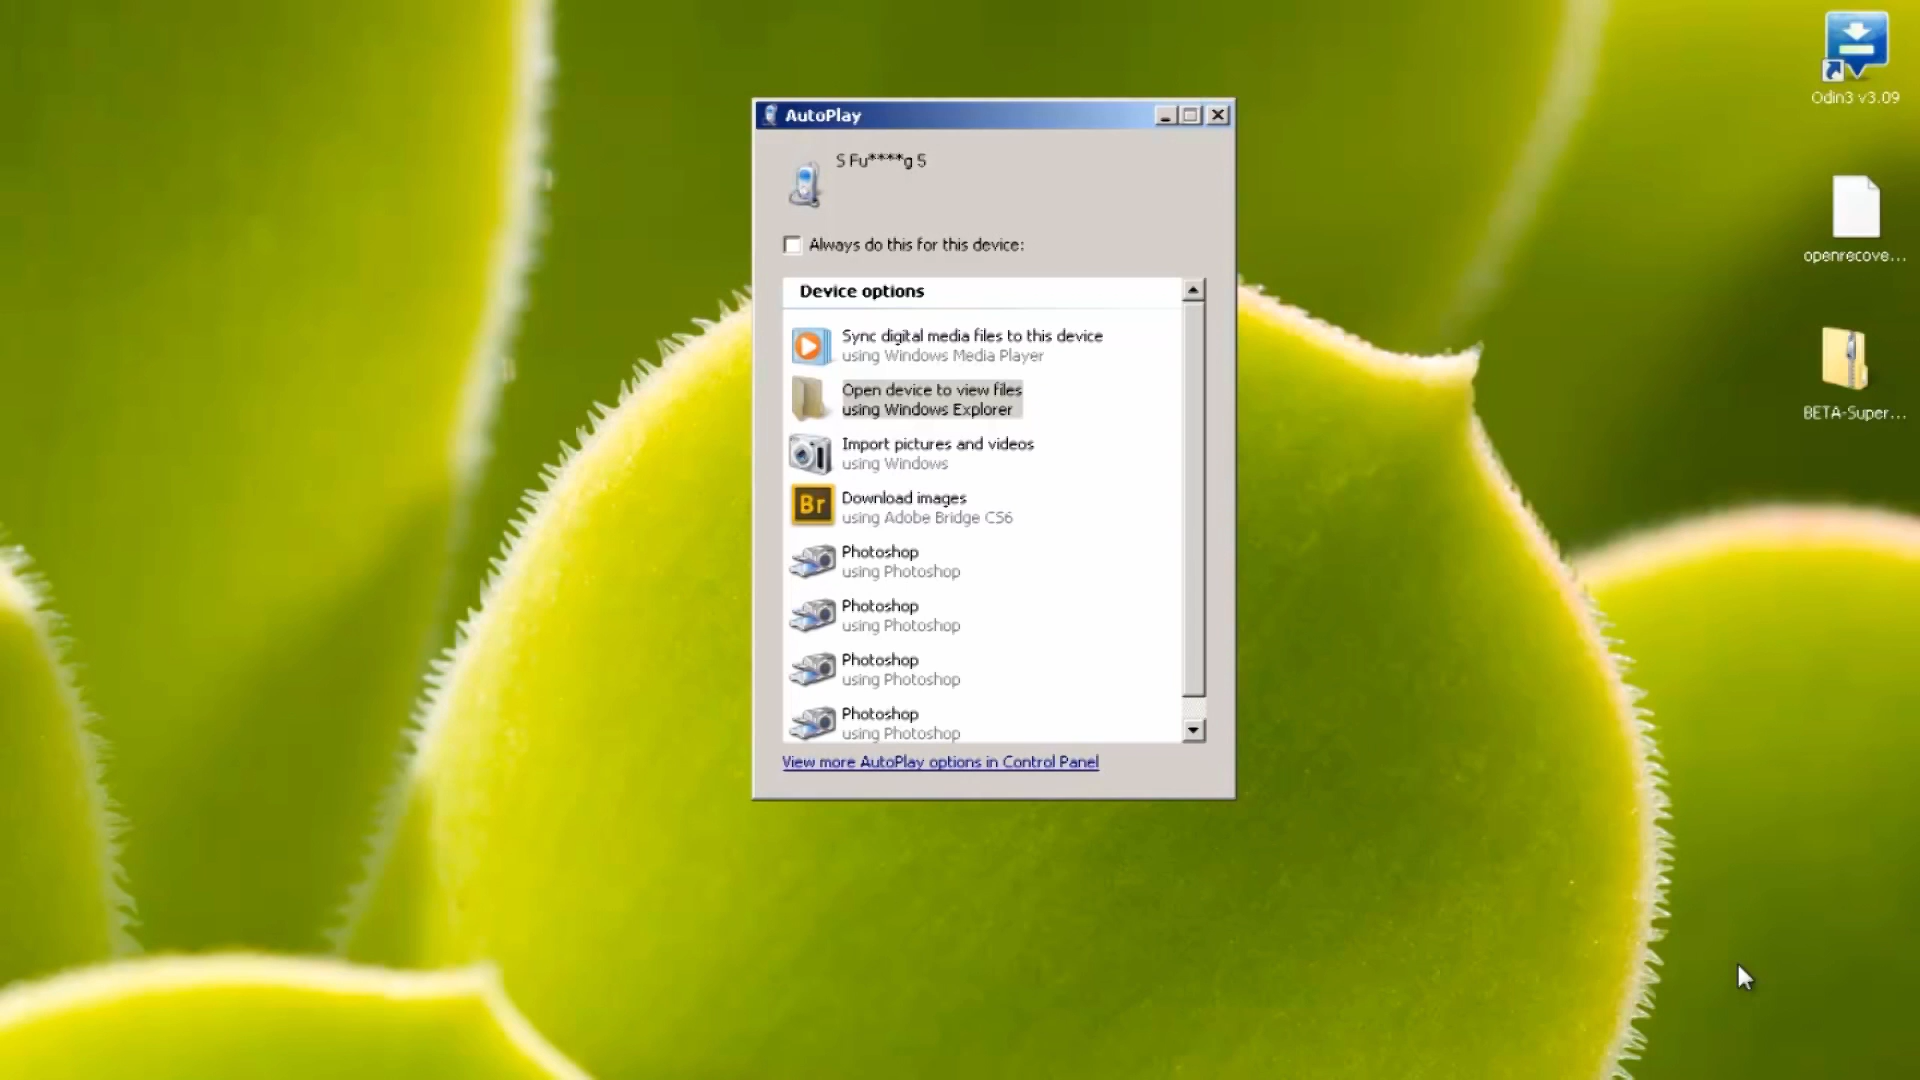 AutoPlay
S Fu****g 5
Always do this for this device:
Device options
Sync digital media files to this device
using Windows Media Player
Open device to view files
using Windows Explorer
Import pictures and videos
using Windows
Br
Download images
using Adobe Bridge CS6
Photoshop
using Photoshop
Photoshop
using Photoshop
Photoshop
using Photoshop
Photoshop
using Photoshop
View more AutoPlay options in Control Panel
Odin3 v3.09
openrecove...
BETA-Super...